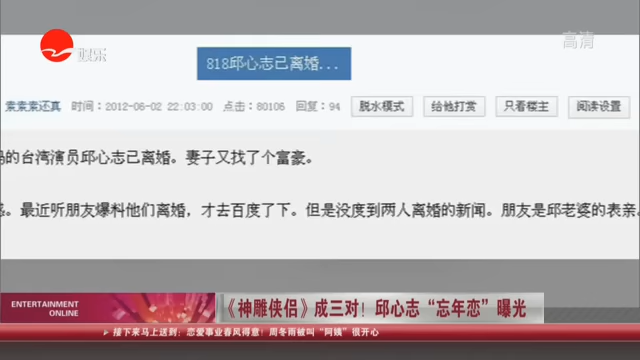 娱乐
高清
818邱心志已离婚...
素素素还真 时间：2012-06-02 22:03:00 点击：80106 回复：94 脱水模式 给他打赏 只看楼主 阅读设置
的台湾演员邱心志已离婚。妻子又找了个富豪。
。最近听朋友爆料他们离婚，才去百度了下。但是没度到两人离婚的新闻。朋友是邱老婆的表亲。
ENTERTAINMENT
ONLINE
《神雕侠侣》成三对！邱心志“忘年恋”曝光
接下来马上送到：恋爱事业春风得意！周冬雨被叫“阿姨”很开心